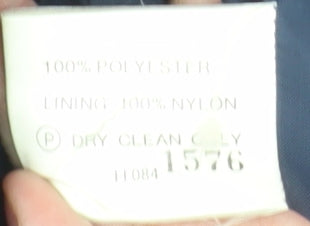 100% POLYESTER
LINING: 100% NYLON
Ⓟ DRY CLEAN ONLY
1576